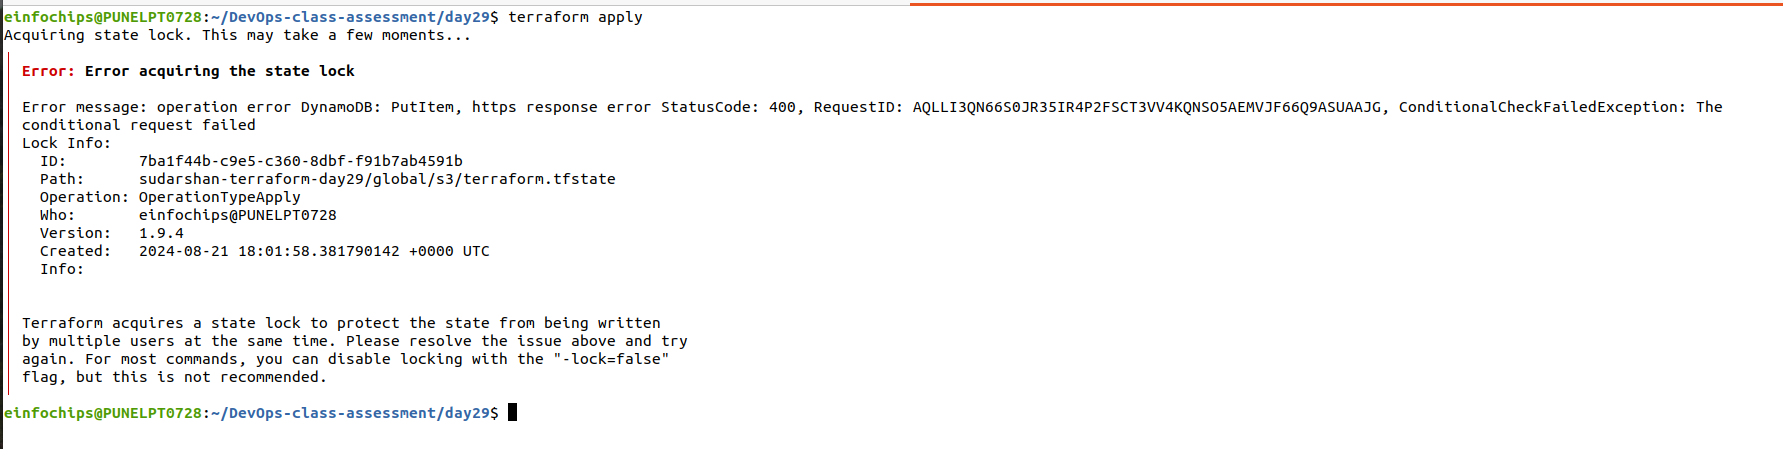 einfochips@PUNELPT0728:~/DevOps-class-assessment/day29$ terraform apply
Acquiring state lock. This may take a few moments...
Error: Error acquiring the state lock
Error message: operation error DynamoDB: PutItem, https response error StatusCode: 400, RequestID: AQLLI3QN66S0JR35IR4P2FSCT3VV4KQNSO5AEMVJF66Q9ASUAAJG, ConditionalCheckFailedException: The
conditional request failed
Lock Info:
  ID:        7ba1f44b-c9e5-c360-8dbf-f91b7ab4591b
  Path:      sudarshan-terraform-day29/global/s3/terraform.tfstate
  Operation: OperationTypeApply
  Who:       einfochips@PUNELPT0728
  Version:   1.9.4
  Created:   2024-08-21 18:01:58.381790142 +0000 UTC
  Info:
Terraform acquires a state lock to protect the state from being written
by multiple users at the same time. Please resolve the issue above and try
again. For most commands, you can disable locking with the "-lock=false"
flag, but this is not recommended.
einfochips@PUNELPT0728:~/DevOps-class-assessment/day29$